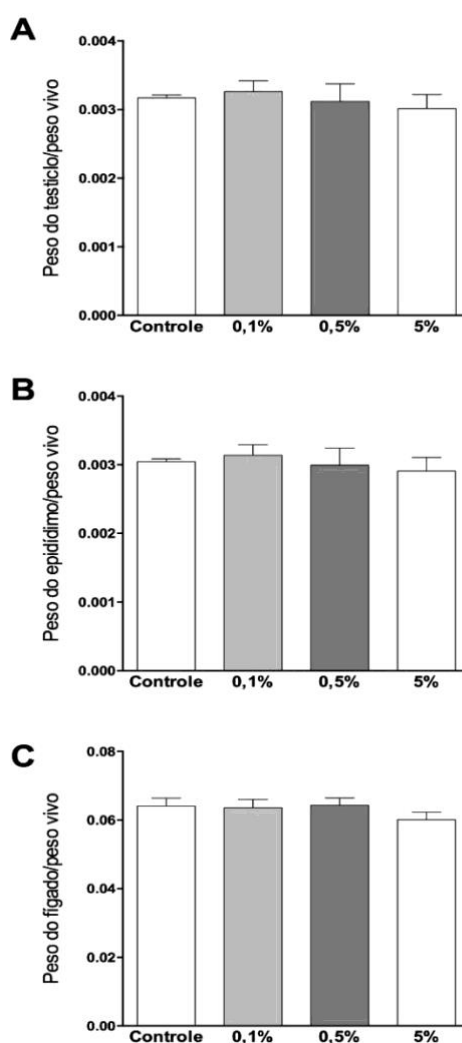 A
Peso do testiclo/peso vivo
0.004
0.003
0.002
0.001
0.000
Controle 0,1% 0,5% 5%
B
Peso do epidídimo/peso vivo
0.004
0.003
0.002
0.001
0.000
Controle 0,1% 0,5% 5%
C
Peso do fígado/peso vivo
0.08
0.06
0.04
0.02
0.00
Controle 0,1% 0,5% 5%